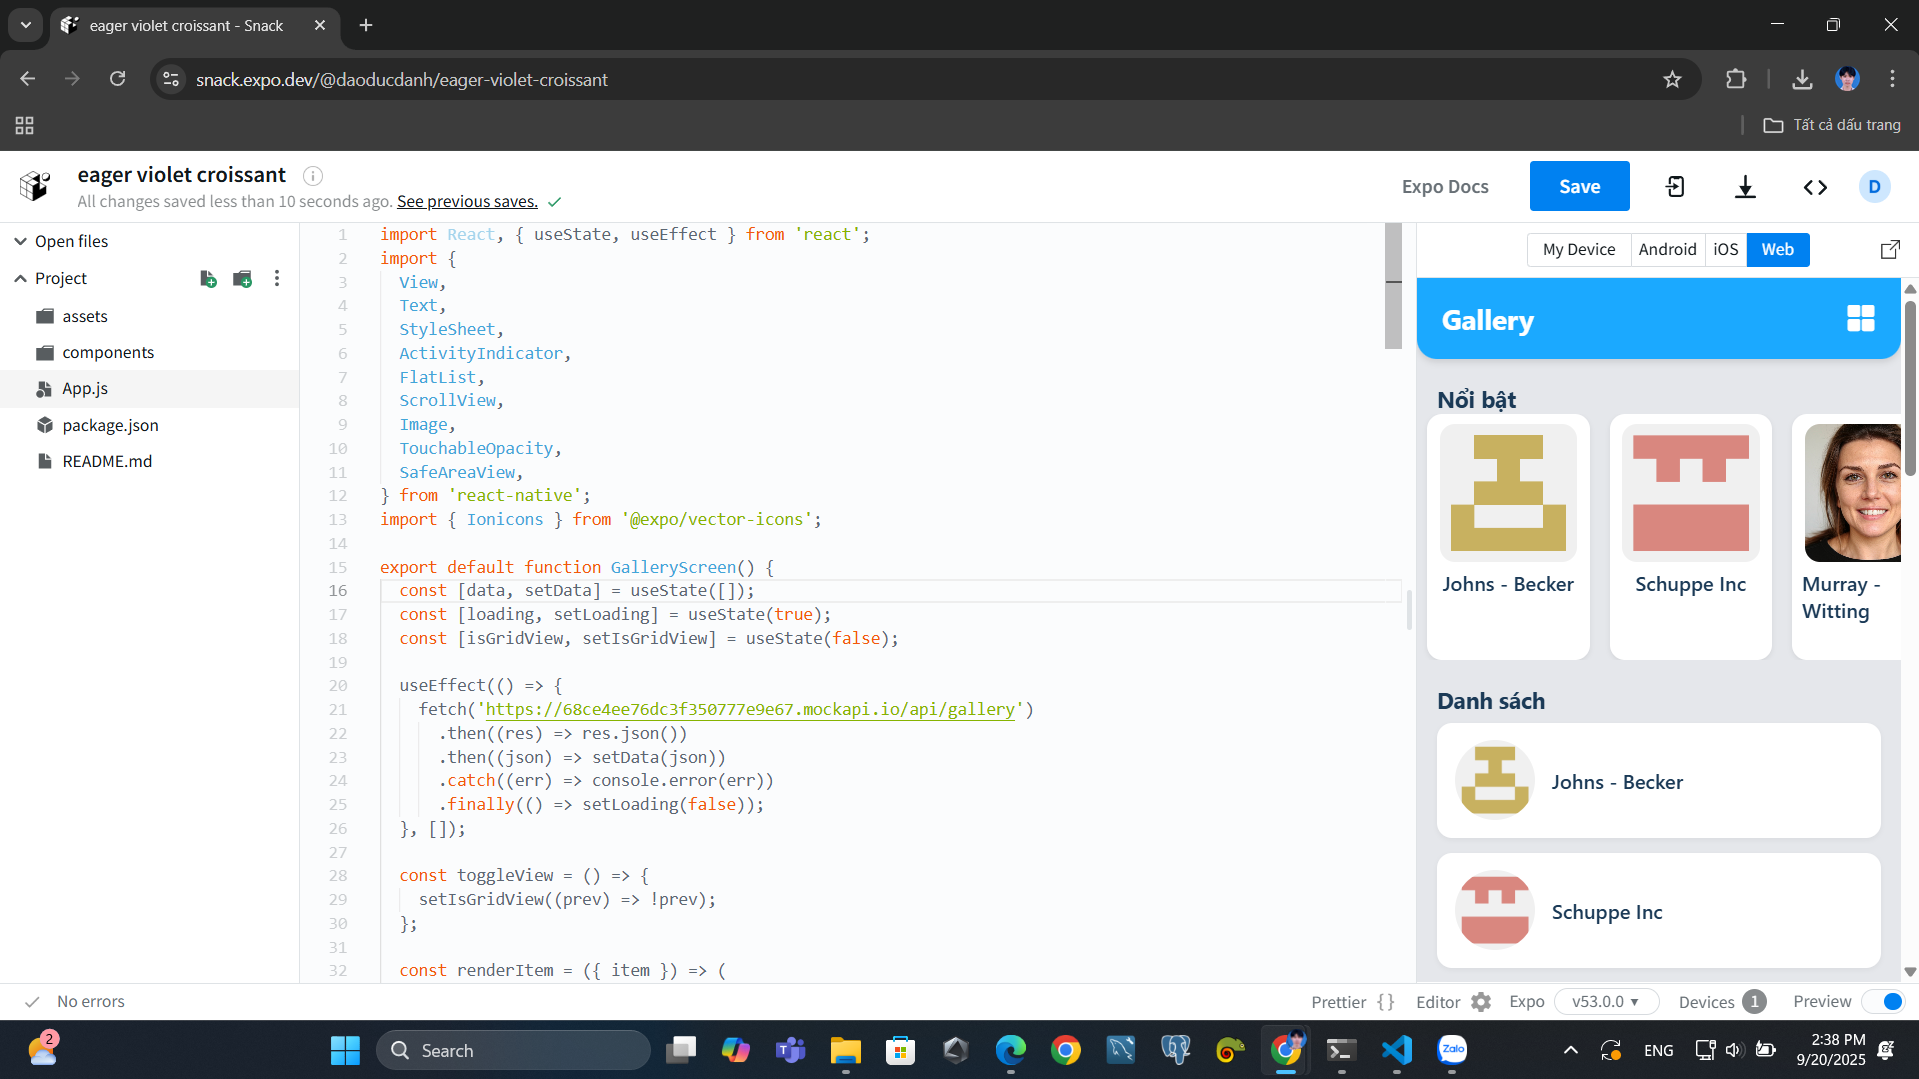 eager violet croissant - Snack
snack.expo.dev/@daoducdanh/eager-violet-croissant
Tất cả dấu trang
eager violet croissant
All changes saved less than 10 seconds ago. See previous saves.
Expo Docs
Save
D
Open files
Project
assets
components
App.js
package.json
README.md
1 import React, { useState, useEffect } from 'react';
2 import {
3 View,
4 Text,
5 StyleSheet,
6 ActivityIndicator,
7 FlatList,
8 ScrollView,
9 Image,
10 TouchableOpacity,
11 SafeAreaView,
12 } from 'react-native';
13 import { Ionicons } from '@expo/vector-icons';
14
15 export default function GalleryScreen() {
16 const [data, setData] = useState([]);
17 const [loading, setLoading] = useState(true);
18 const [isGridView, setIsGridView] = useState(false);
19
20 useEffect(() => {
21 fetch('https://68ce4ee76dc3f350777e9e67.mockapi.io/api/gallery')
22 .then((res) => res.json())
23 .then((json) => setData(json))
24 .catch((err) => console.error(err))
25 .finally(() => setLoading(false));
26 }, []);
27
28 const toggleView = () => {
29 setIsGridView((prev) => !prev);
30 };
31
32 const renderItem = ({ item }) => (
My Device
Android
iOS
Web
Gallery
Nổi bật
Johns - Becker
Schuppe Inc
Murray -
Witting
Danh sách
Johns - Becker
Schuppe Inc
No errors
Prettier {}
Editor
Expo
v53.0.0
Devices 1
Preview
2
Search
Zalo
ENG
2:38 PM
9/20/2025